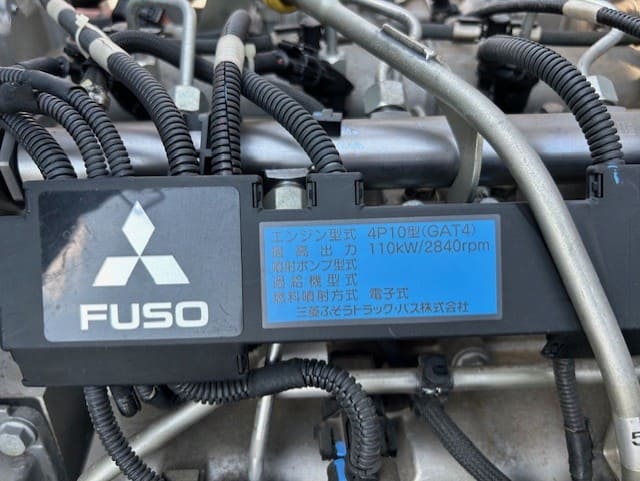 FUSO
エンジン型式 4P10型(GAT4)
最高出力 110kW/2840rpm
噴射ポンプ型式
過給機型式
燃料噴射方式 電子式
三菱ふそうトラック・バス株式会社
5